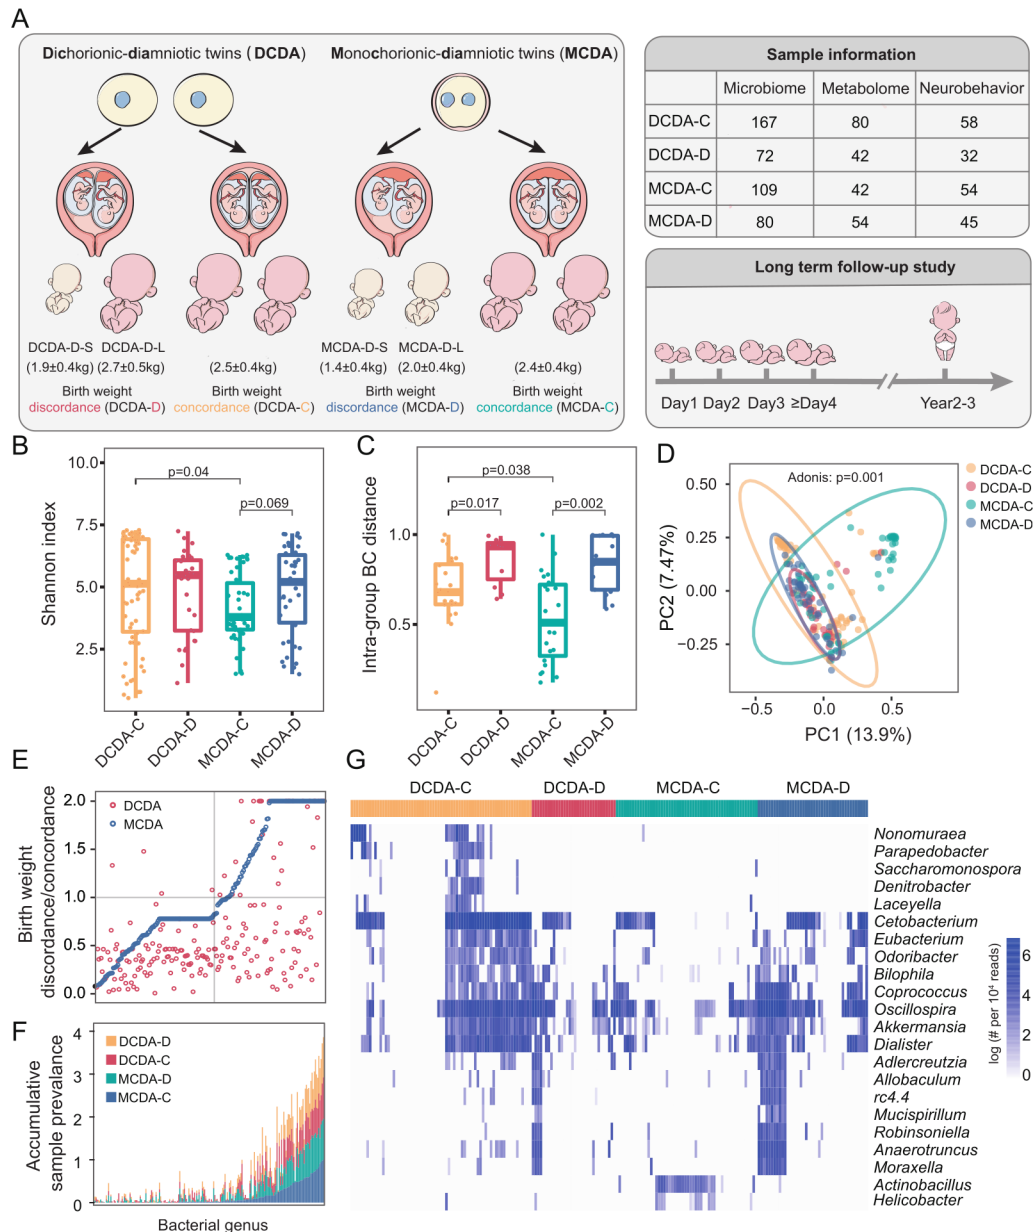 A
Dichorionic-diamniotic twins (DCDA)
Monochorionic-diamniotic twins (MCDA)
DCDA-D-S
(1.9±0.4kg)
DCDA-D-L
(2.7±0.5kg)
(2.5±0.4kg)
MCDA-D-S
(1.4±0.4kg)
MCDA-D-L
(2.0±0.4kg)
(2.4±0.4kg)
Birth weight
discordance (DCDA-D)
Birth weight
concordance (DCDA-C)
Birth weight
discordance (MCDA-D)
Birth weight
concordance (MCDA-C)
Sample information
Microbiome Metabolome Neurobehavior
DCDA-C 167 80 58
DCDA-D 72 42 32
MCDA-C 109 42 54
MCDA-D 80 54 45
Long term follow-up study
Day1 Day2 Day3 ≥Day4 Year2-3
B
Shannon index
10.0
7.5
5.0
2.5
p=0.04
p=0.069
DCDA-C
DCDA-D
MCDA-C
MCDA-D
C
Intra-group BC distance
1.0
0.5
p=0.038
p=0.017
p=0.002
DCDA-C
DCDA-D
MCDA-C
MCDA-D
D
Adonis: p=0.001
PC2 (7.47%)
0.50
0.25
0.00
−0.25
−0.5 0.0 0.5
PC1 (13.9%)
DCDA-C
DCDA-D
MCDA-C
MCDA-D
E
Birth weight
discordance/concordance
2.0
1.5
1.0
0.5
0.0
DCDA
MCDA
F
Accumulative
sample prevalance
4
3
2
1
0
DCDA-D
DCDA-C
MCDA-D
MCDA-C
Bacterial genus
G
DCDA-C DCDA-D MCDA-C MCDA-D
Nonomuraea
Parapedobacter
Saccharomonospora
Denitrobacter
Laceyella
Cetobacterium
Eubacterium
Odoribacter
Bilophila
Coprococcus
Oscillospira
Akkermansia
Dialister
Adlercreutzia
Allobaculum
rc4.4
Mucispirillum
Robinsoniella
Anaerotruncus
Moraxella
Actinobacillus
Helicobacter
log (# per 10⁴ reads)
6
4
2
0